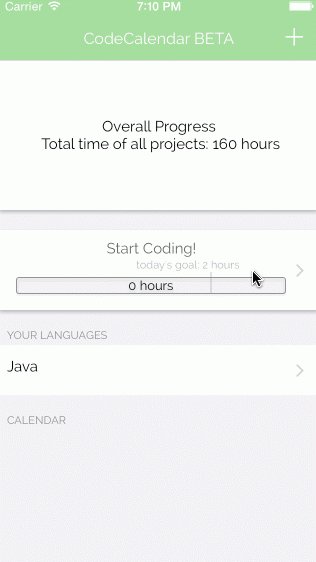 Carrier 7:10 PM
CodeCalendar BETA
Overall Progress
Total time of all projects: 160 hours
Start Coding!
today's goal: 2 hours
0 hours
YOUR LANGUAGES
Java
CALENDAR